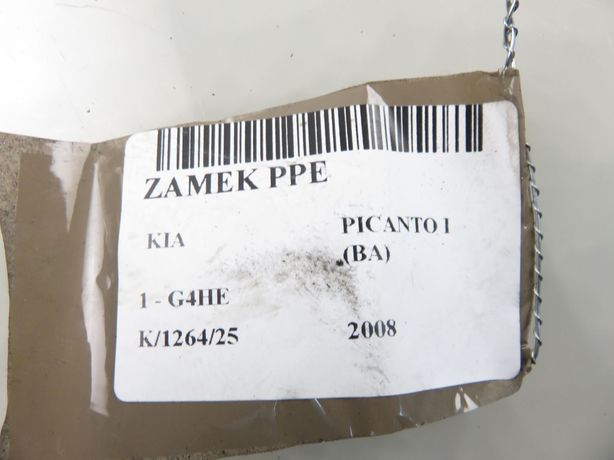 ZAMEK PPE
KIA PICANTO I
(BA)
1 - G4HE
K/1264/25 2008